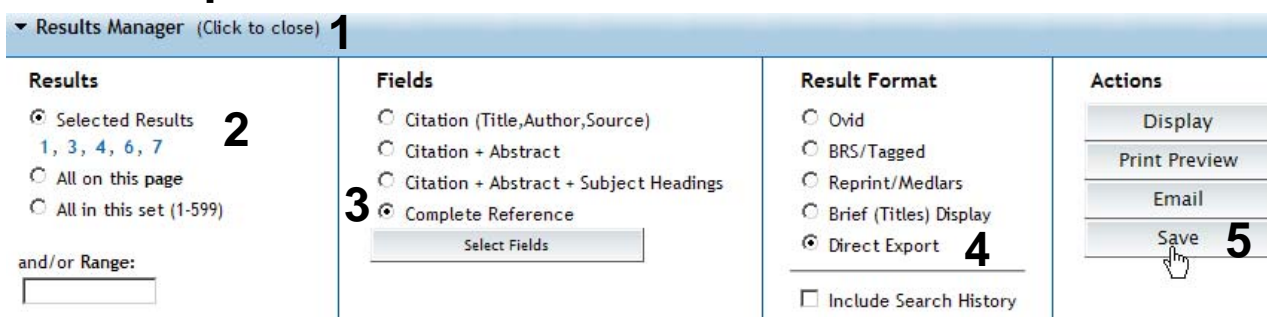 Results Manager (Click to close) 1
Results
Selected Results 2
1, 3, 4, 6, 7
All on this page
All in this set (1-599)
and/or Range:
Fields
Citation (Title,Author,Source)
Citation + Abstract
Citation + Abstract + Subject Headings
3 Complete Reference
Select Fields
Result Format
Ovid
BRS/Tagged
Reprint/Medlars
Brief (Titles) Display
Direct Export 4
Include Search History
Actions
Display
Print Preview
Email
Save 5